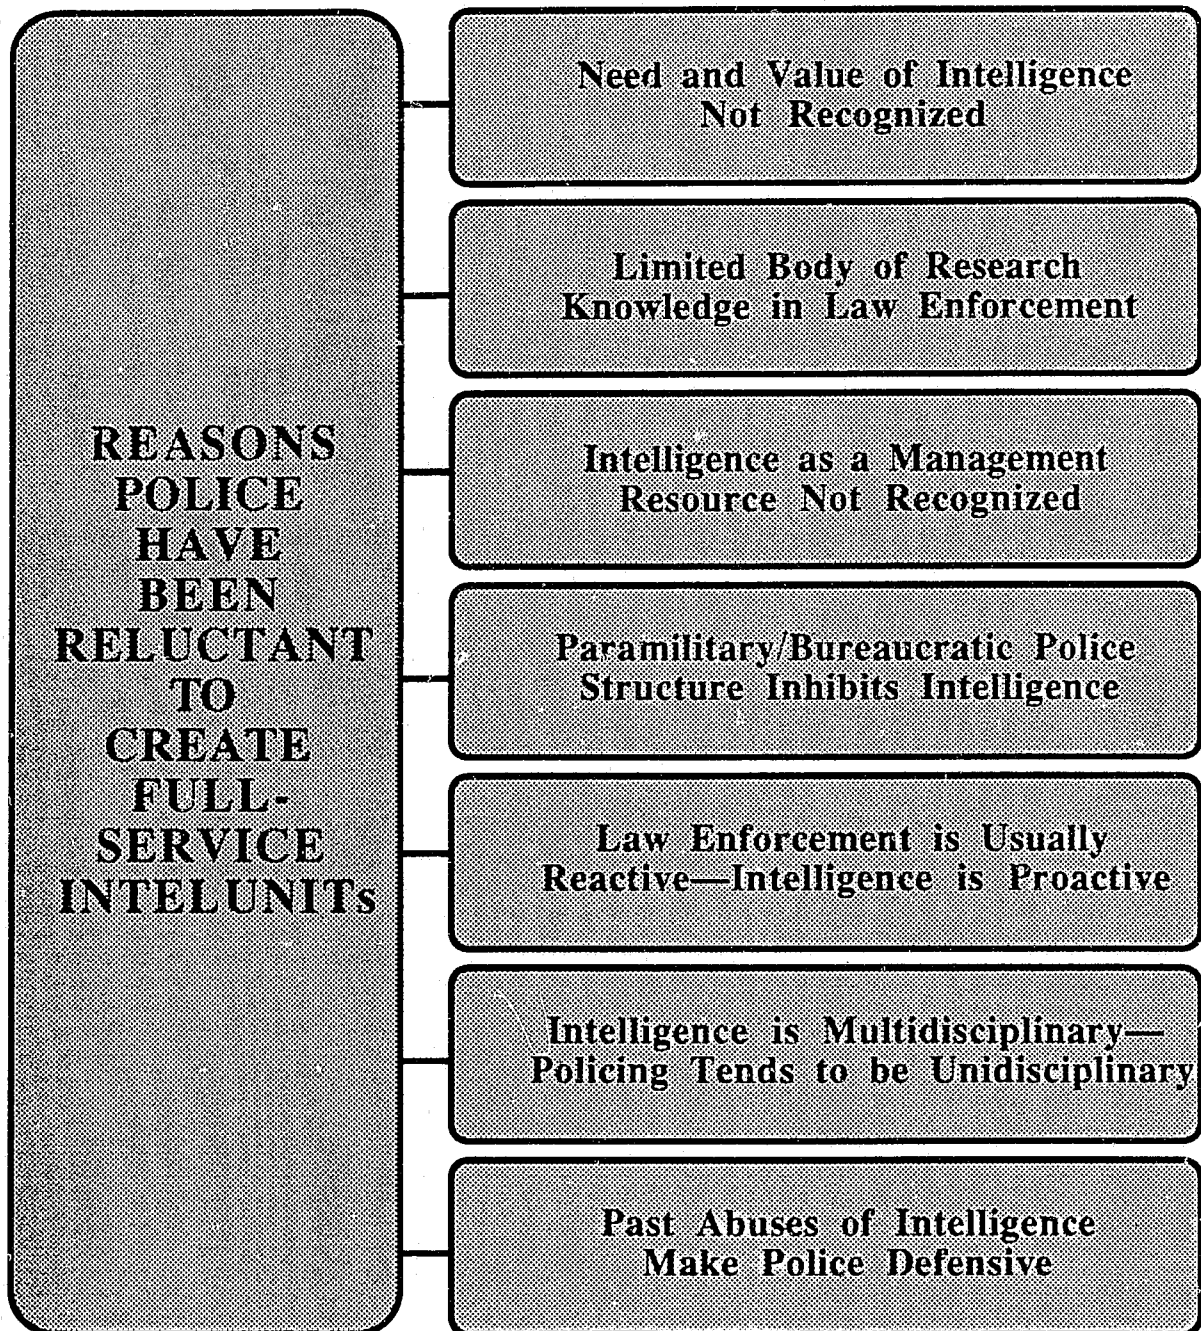 REASONS
POLICE
HAVE
BEEN
RELUCTANT
TO
CREATE
FULL-
SERVICE
INTELUNITs
Need and Value of Intelligence
Not Recognized
Limited Body of Research
Knowledge in Law Enforcement
Intelligence as a Management
Resource Not Recognized
Paramilitary/Bureaucratic Police
Structure Inhibits Intelligence
Law Enforcement is Usually
Reactive—Intelligence is Proactive
Intelligence is Multidisciplinary—
Policing Tends to be Unidisciplinary
Past Abuses of Intelligence
Make Police Defensive